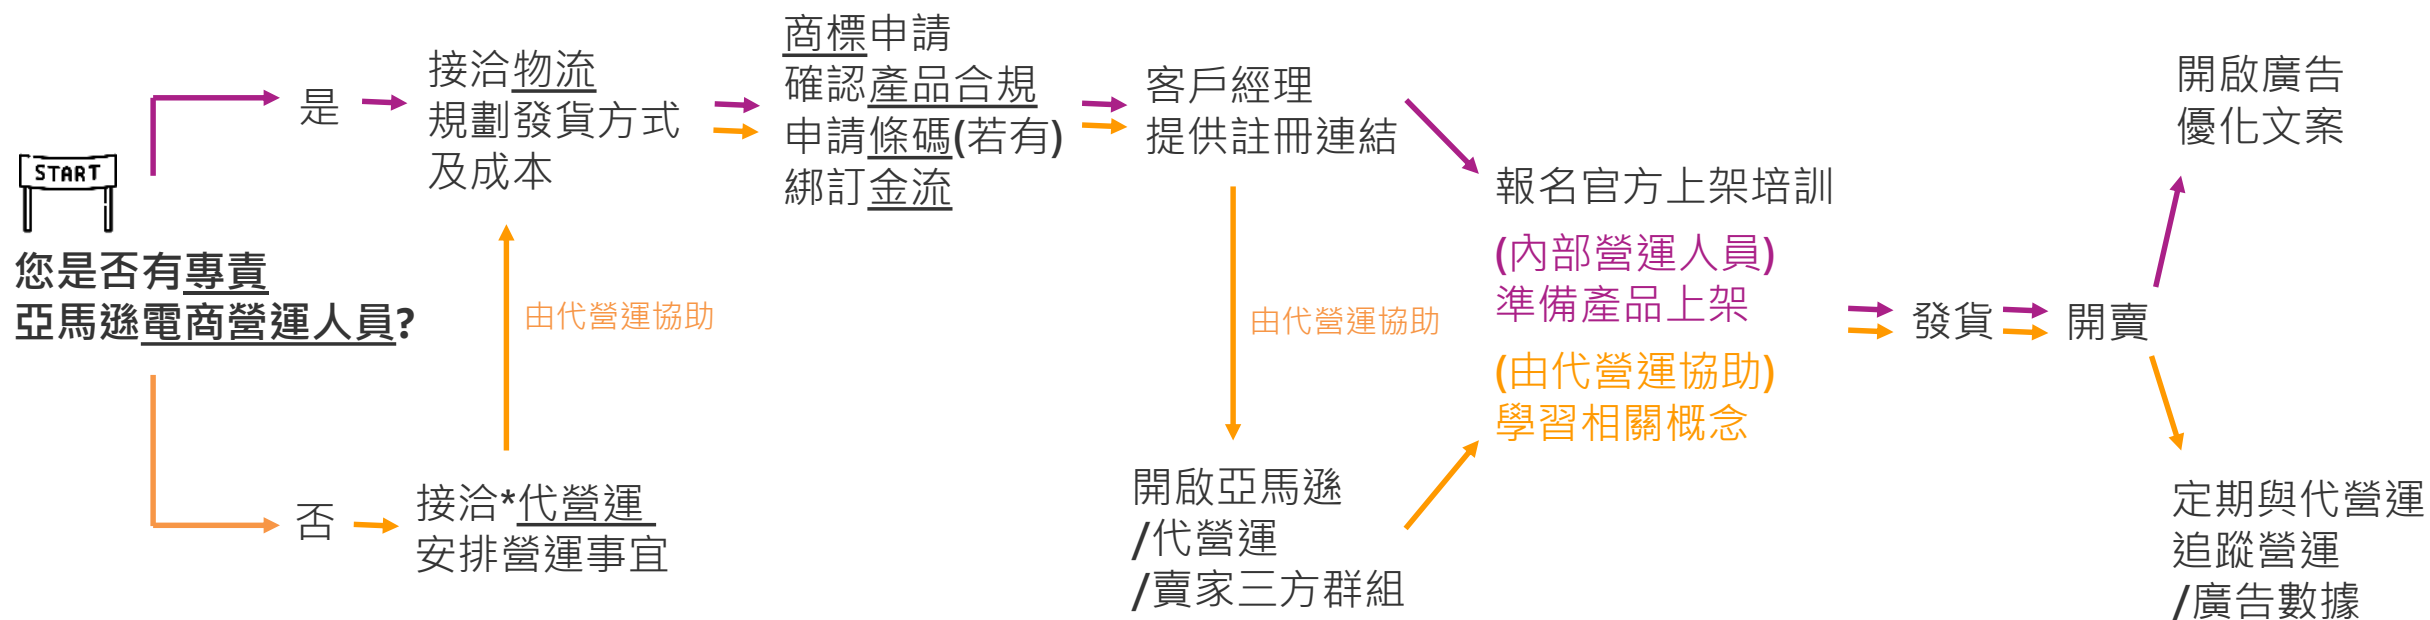 START
您是否有專責
亞馬遜電商營運人員?
是
接洽物流
規劃發貨方式
及成本
商標申請
確認產品合規
申請條碼(若有)
綁訂金流
客戶經理
提供註冊連結
由代營運協助
否
接洽*代營運
安排營運事宜
由代營運協助
開啟亞馬遜
/代營運
/賣家三方群組
報名官方上架培訓
(內部營運人員)
準備產品上架
(由代營運協助)
學習相關概念
發貨
開賣
開啟廣告
優化文案
定期與代營運
追蹤營運
/廣告數據